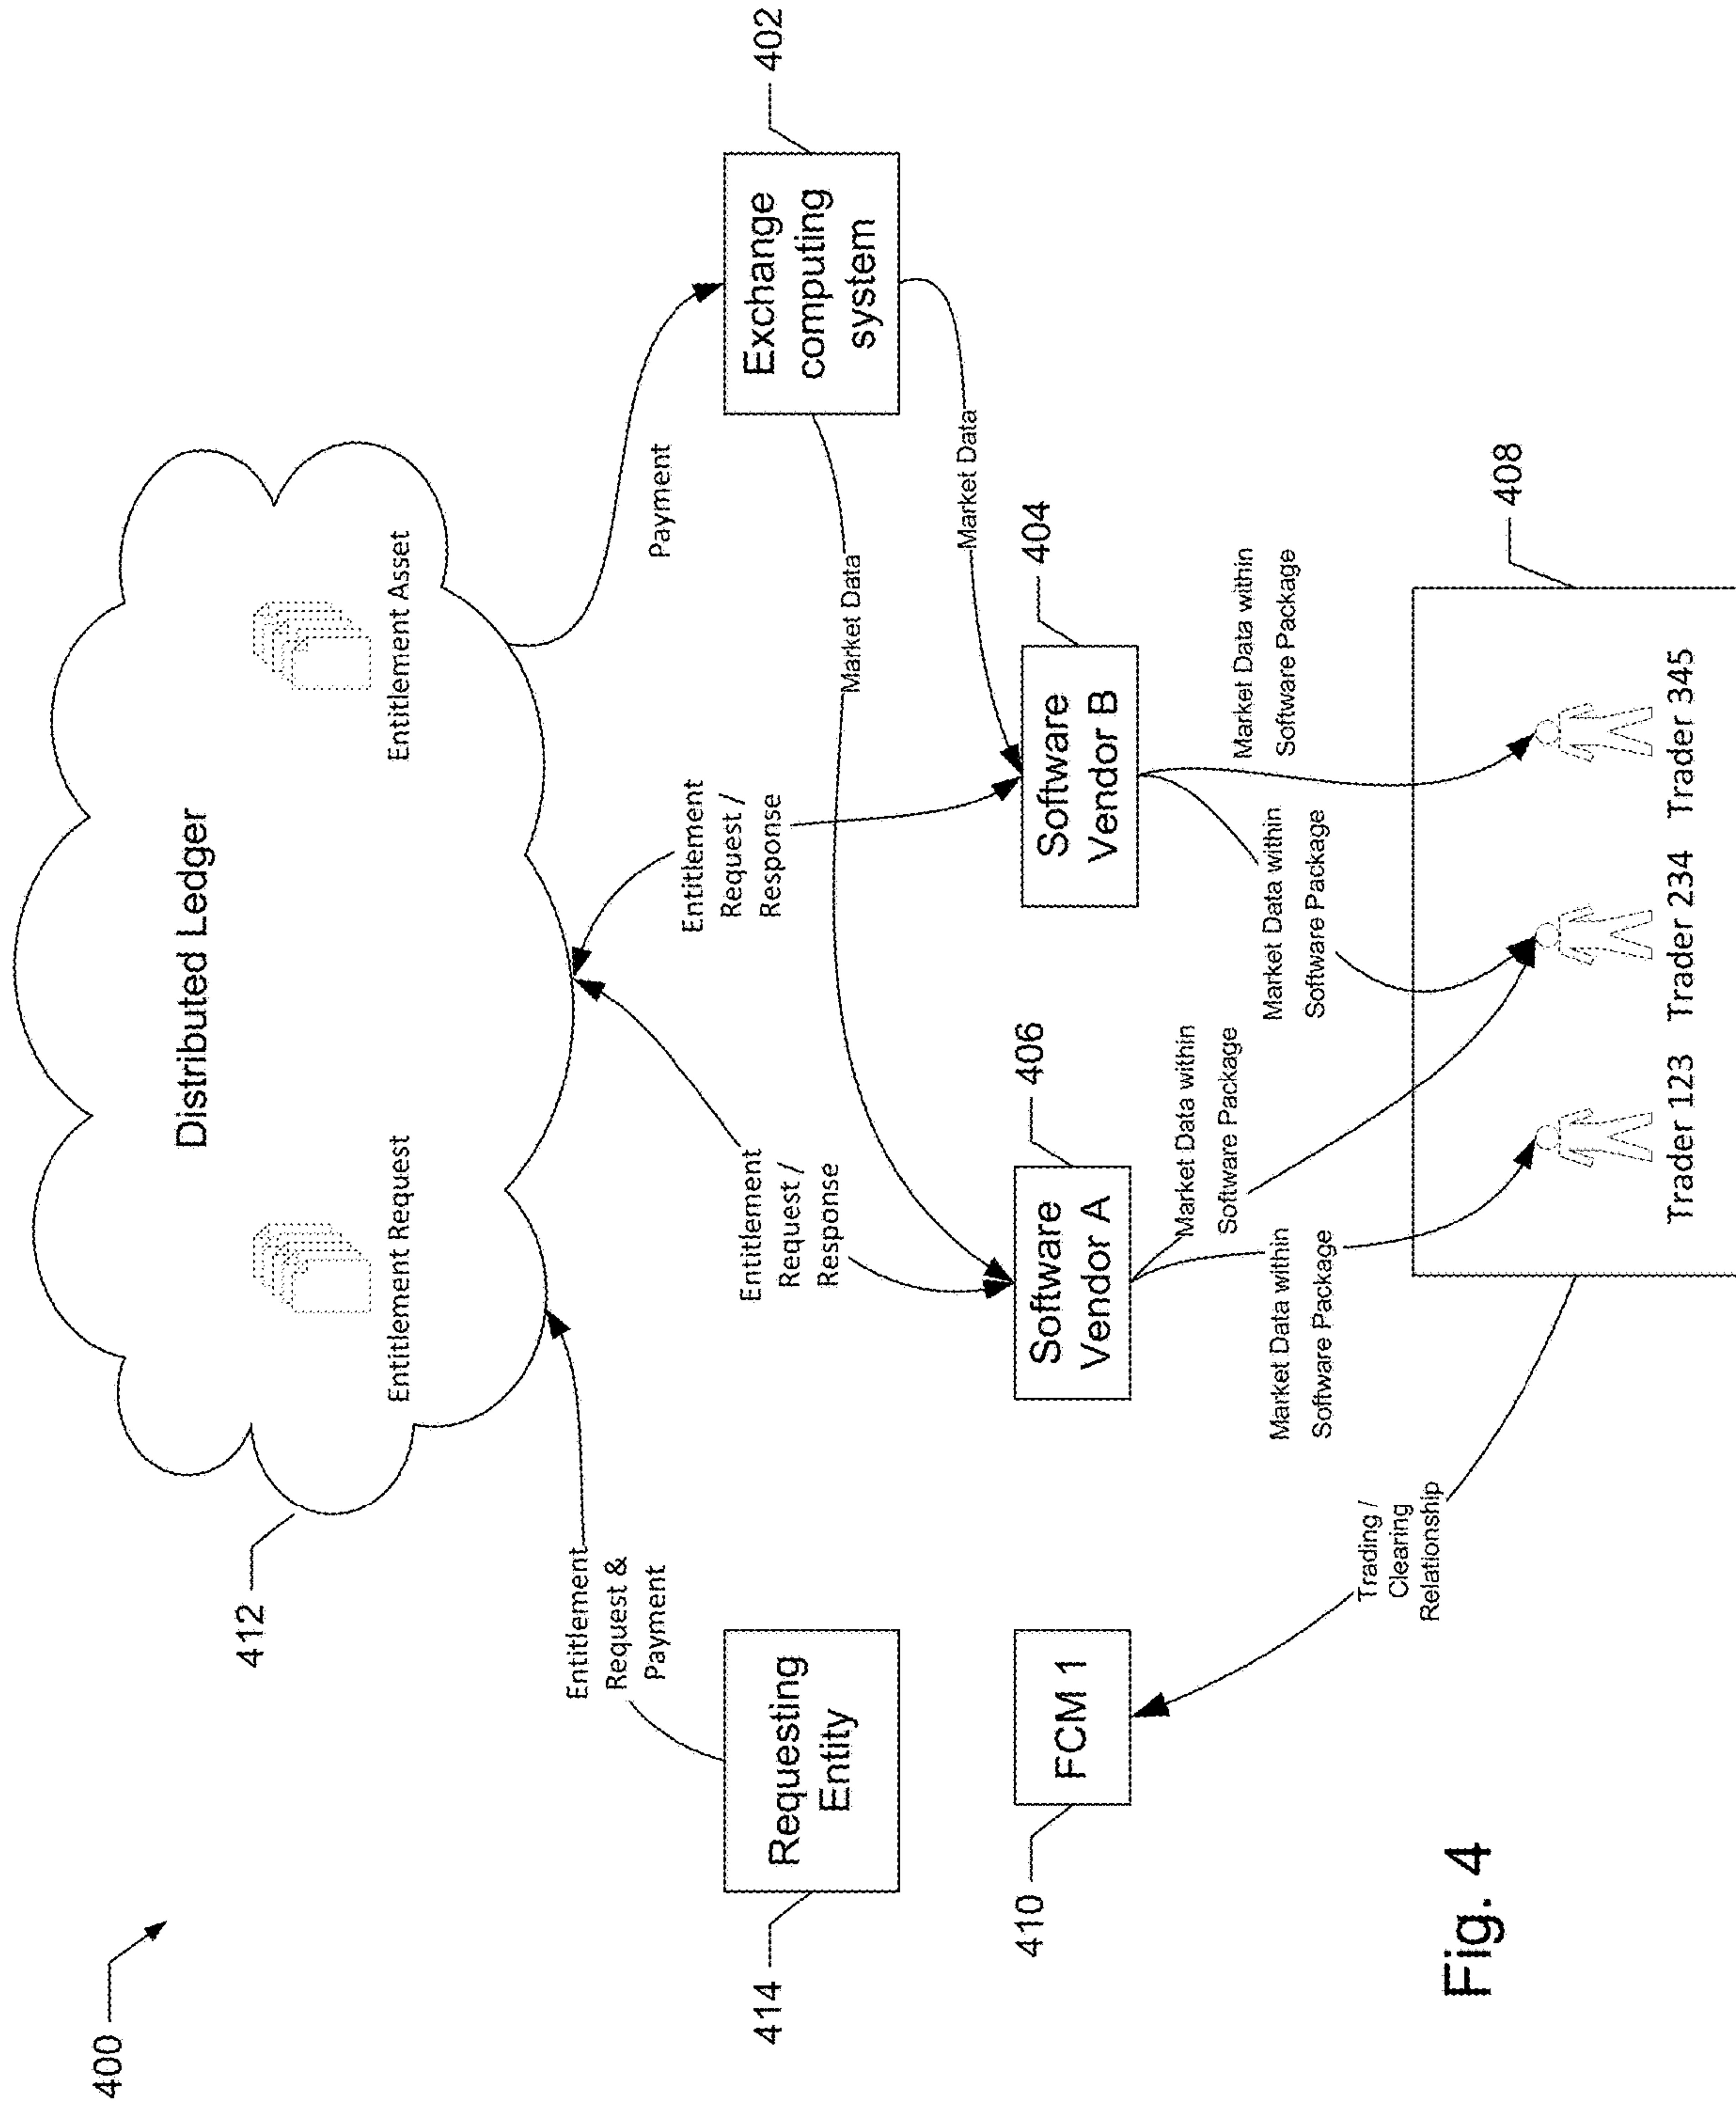 400
412
Distributed Ledger
Entitlement Request
Entitlement Asset
Entitlement
Request &
Payment
Entitlement
Request /
Response
Entitlement
Request /
Response
Payment
414
Requesting
Entity
Exchange
computing
system
402
Market Data
Market Data
410
FCM 1
Software
Vendor A
406
Software
Vendor B
404
Trading /
Clearing
Relationship
Market Data within
Software Package
Market Data within
Software Package
Market Data within
Software Package
Market Data within
Software Package
408
Trader 123
Trader 234
Trader 345
Fig. 4